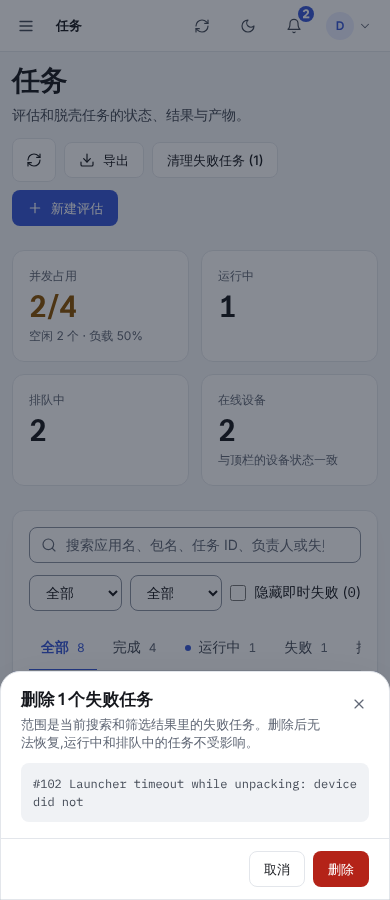 任务
2
D
任务
评估和脱壳任务的状态、结果与产物。
导出
清理失败任务 (1)
新建评估
并发占用
2/4
空闲 2 个 · 负载 50%
运行中
1
排队中
2
在线设备
2
与顶栏的设备状态一致
搜索应用名、包名、任务 ID、负责人或失
全部
全部
隐藏即时失败 (0)
全部 8
完成 4
运行中 1
失败 1
删除 1 个失败任务
范围是当前搜索和筛选结果里的失败任务。删除后无
法恢复,运行中和排队中的任务不受影响。
#102 Launcher timeout while unpacking: device
did not
取消
删除